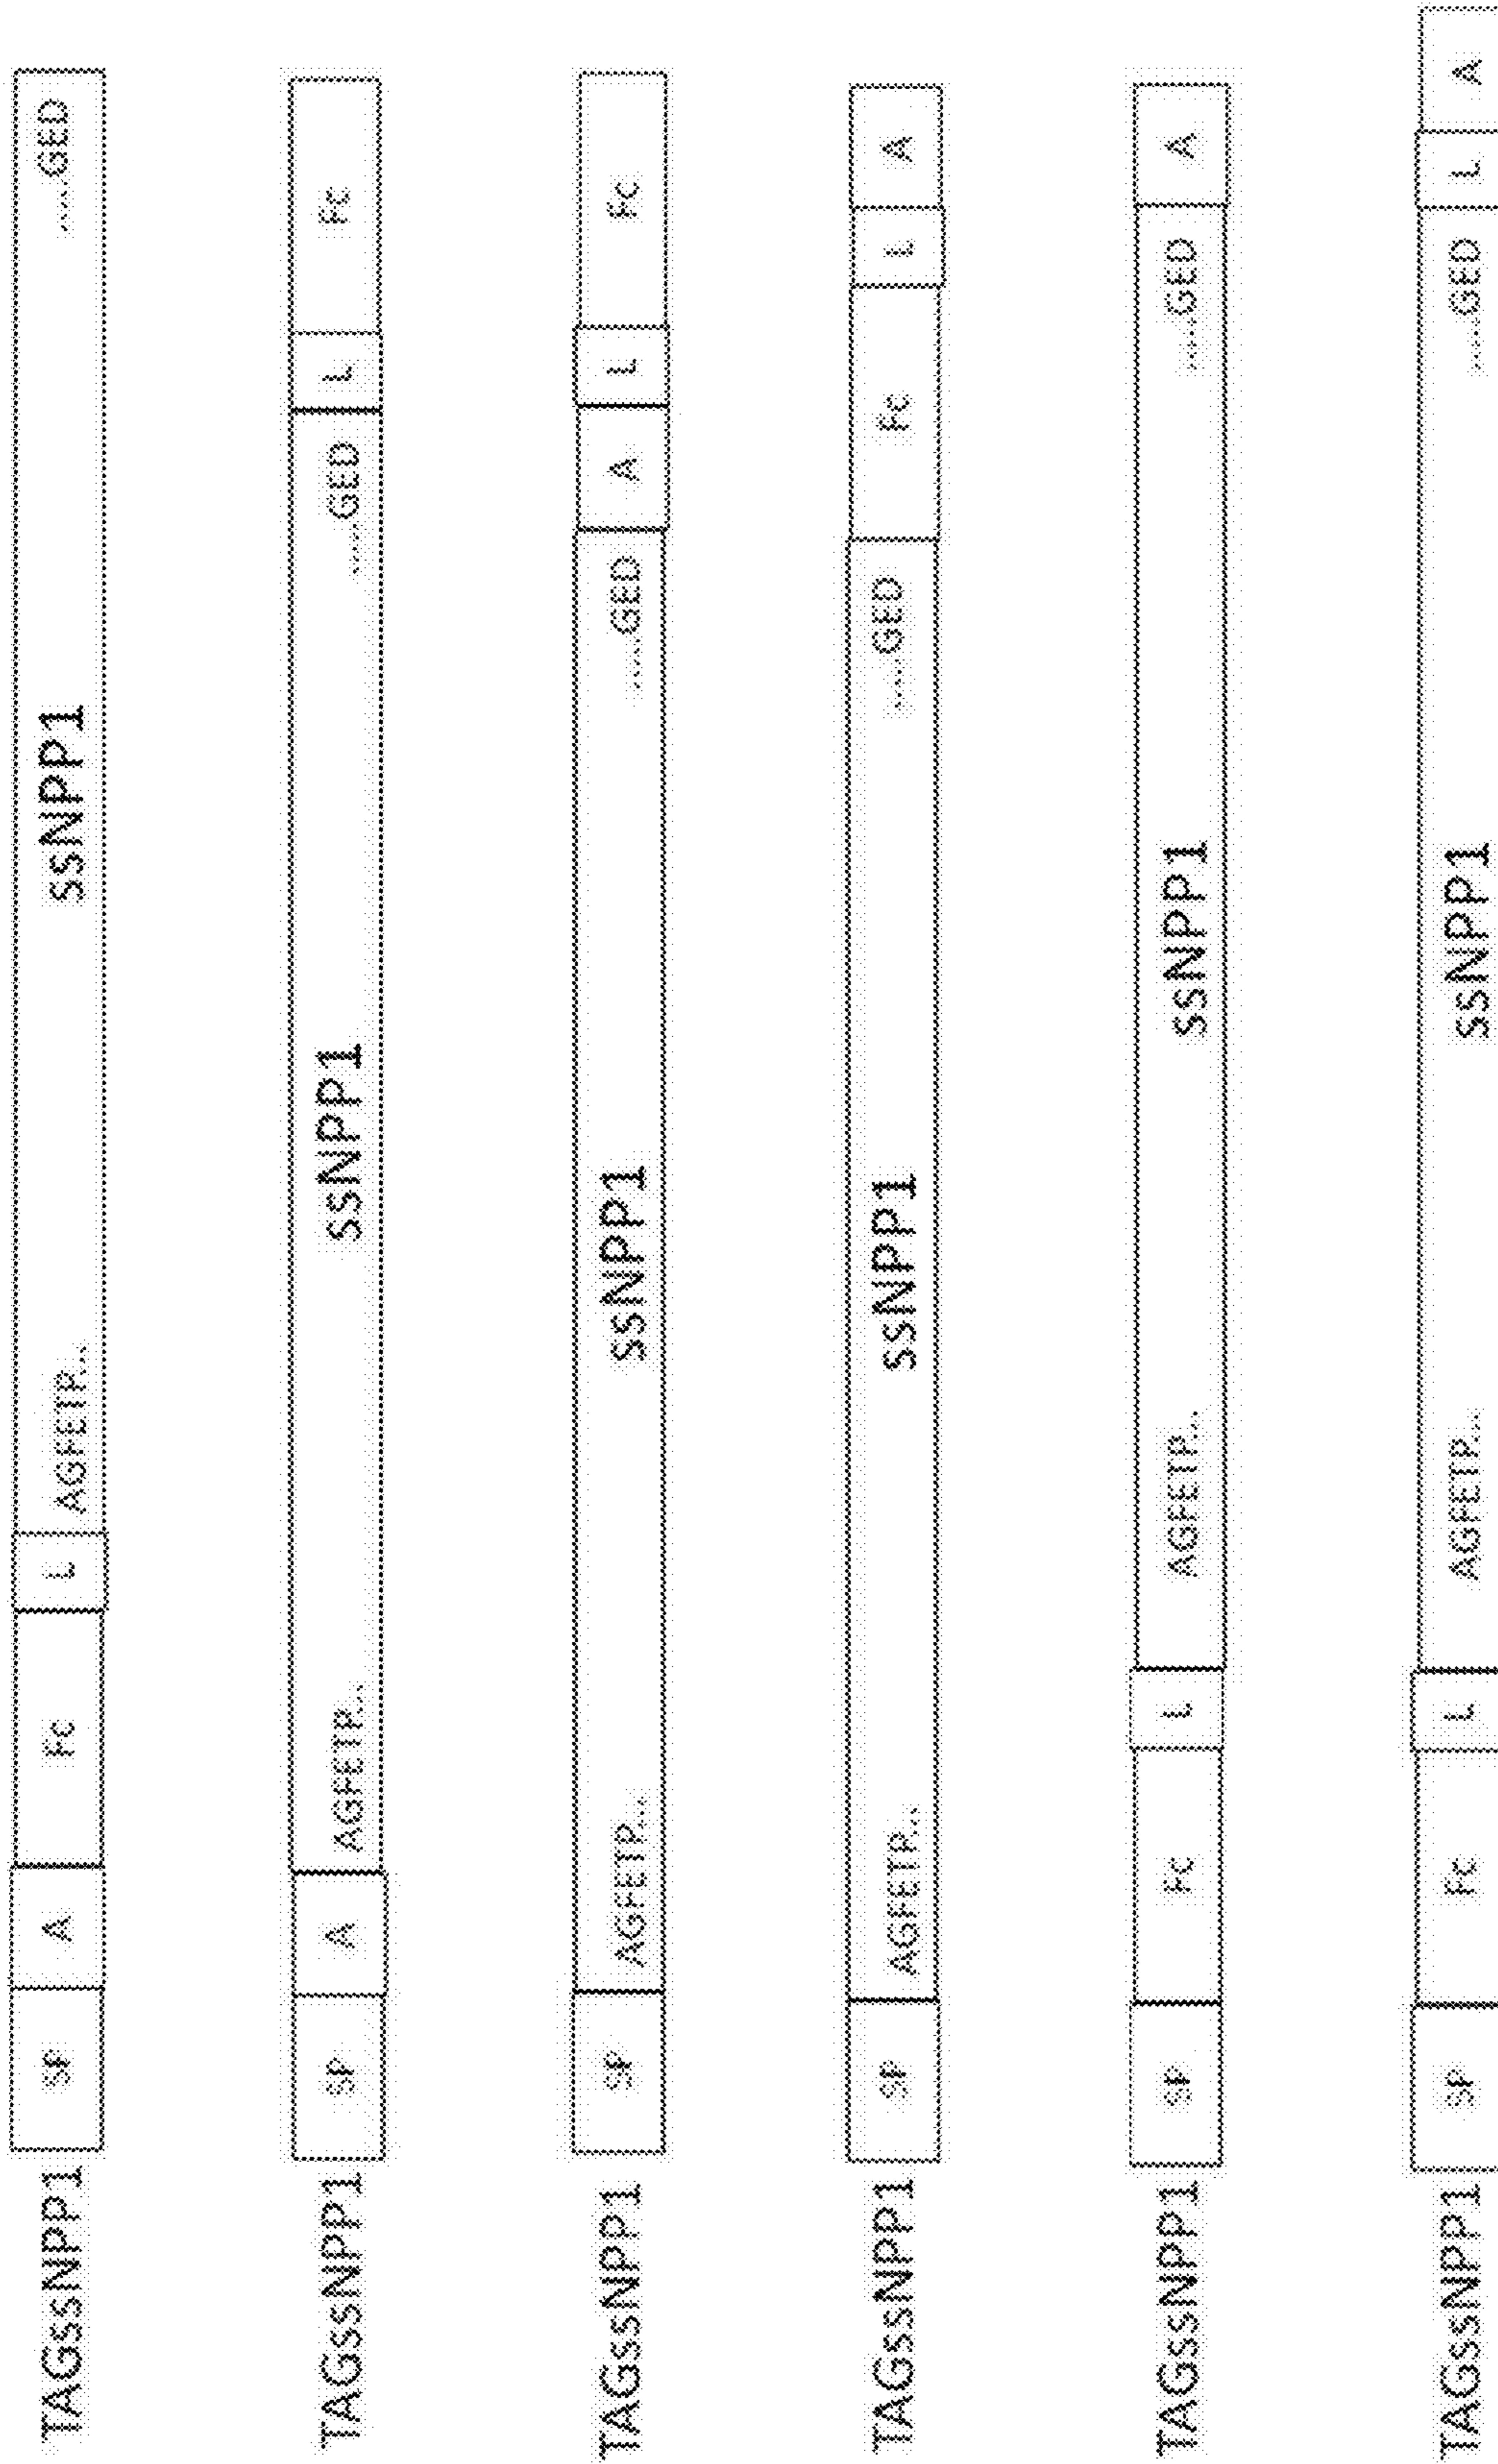 TAGssNPP1 SP A Fc L AGFETP... ssNPP1 .....GED
TAGssNPP1 SP A AGFETP... ssNPP1 .....GED L Fc
TAGssNPP1 SP AGFETP... ssNPP1 .....GED A L Fc
TAGssNPP1 SP AGFETP... ssNPP1 .....GED Fc L A
TAGssNPP1 SP Fc L AGFETP... ssNPP1 .....GED A
TAGssNPP1 SP Fc L AGFETP... ssNPP1 .....GED L A